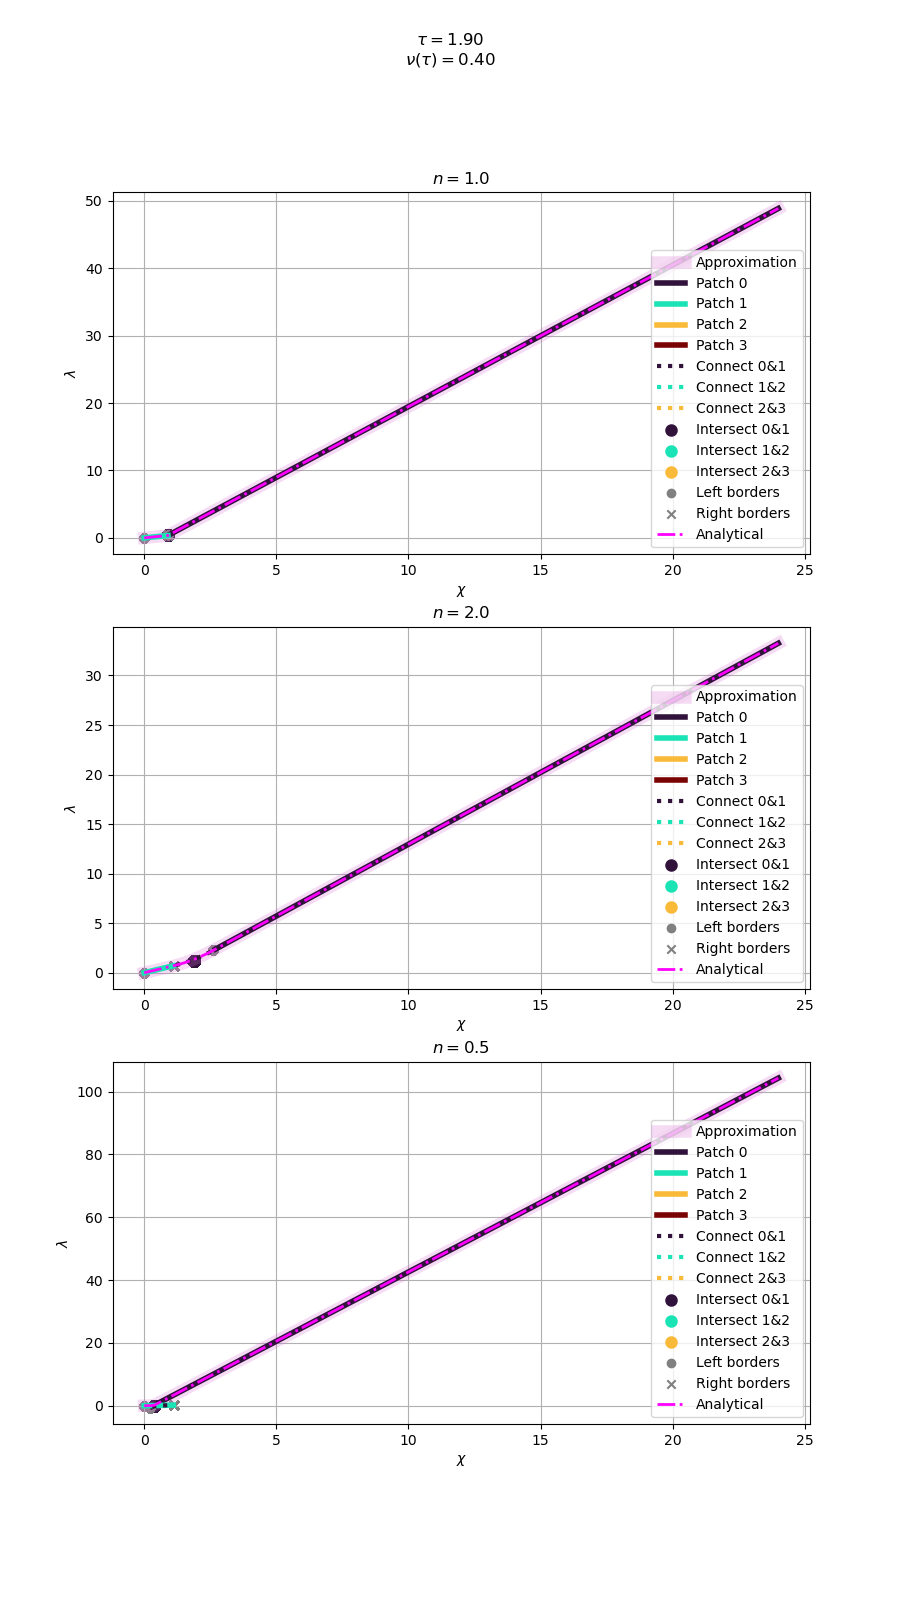 τ = 1.90
ν(τ) = 0.40
n = 1.0
50
40
30
20
10
0
λ
0 5 10 15 20 25
χ
Approximation
Patch 0
Patch 1
Patch 2
Patch 3
Connect 0&1
Connect 1&2
Connect 2&3
Intersect 0&1
Intersect 1&2
Intersect 2&3
Left borders
Right borders
Analytical
n = 2.0
30
25
20
15
10
5
0
λ
0 5 10 15 20 25
χ
Approximation
Patch 0
Patch 1
Patch 2
Patch 3
Connect 0&1
Connect 1&2
Connect 2&3
Intersect 0&1
Intersect 1&2
Intersect 2&3
Left borders
Right borders
Analytical
n = 0.5
100
80
60
40
20
0
λ
0 5 10 15 20 25
χ
Approximation
Patch 0
Patch 1
Patch 2
Patch 3
Connect 0&1
Connect 1&2
Connect 2&3
Intersect 0&1
Intersect 1&2
Intersect 2&3
Left borders
Right borders
Analytical